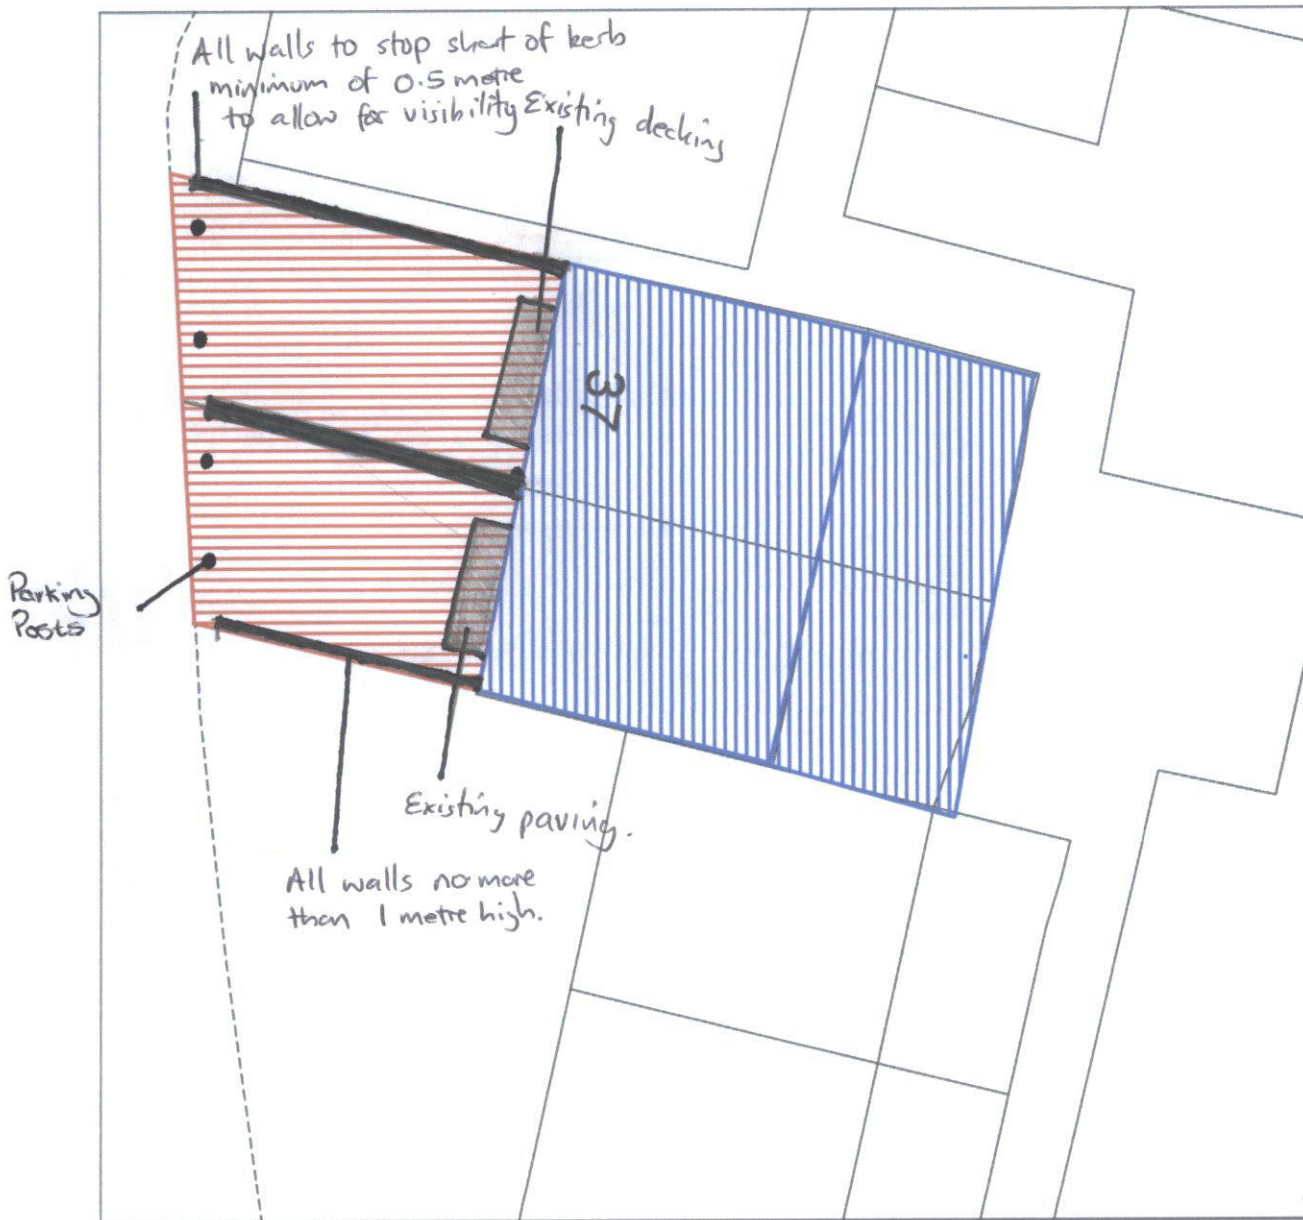 All walls to stop short of kerb
minimum of 0.5 metre
to allow for visibility
Existing decking
37
Parking
Posts
Existing paving.
All walls no more
than 1 metre high.